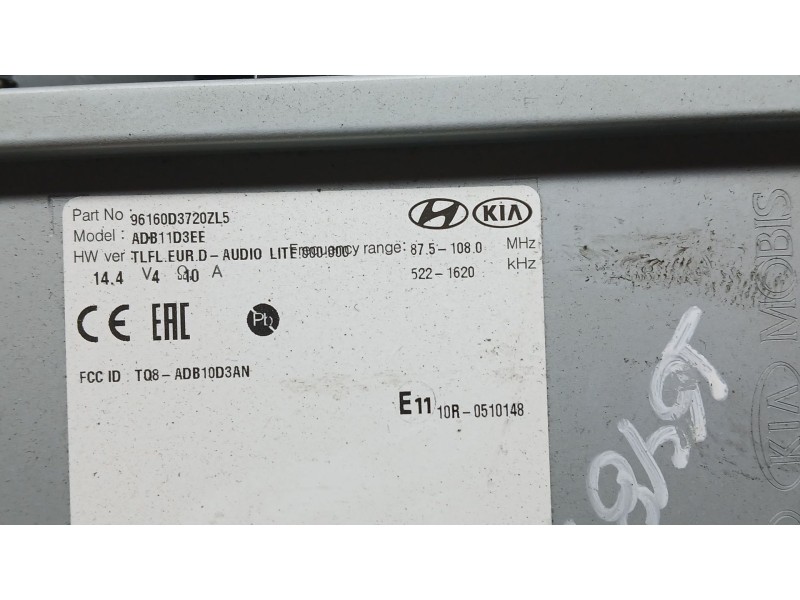 Part No : 96160D3720ZL5
Model : ADB11D3EE
HW ver : TLFL.EUR.D-AUDIO LITE
Frequency range: 87.5-108.0 MHz
522-1620 kHz
14.4 V 4 Ω 10 A
KIA
CE EAC
Pb
FCC ID : TQ8-ADB10D3AN
E11 10R-0510148
KIA MOBIS